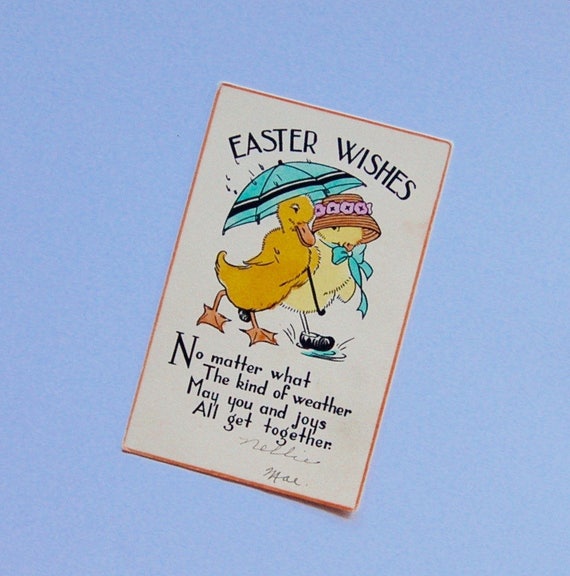 EASTER WISHES
No matter what
The kind of weather
May you and joys
All get together.
Nellie
Mae.